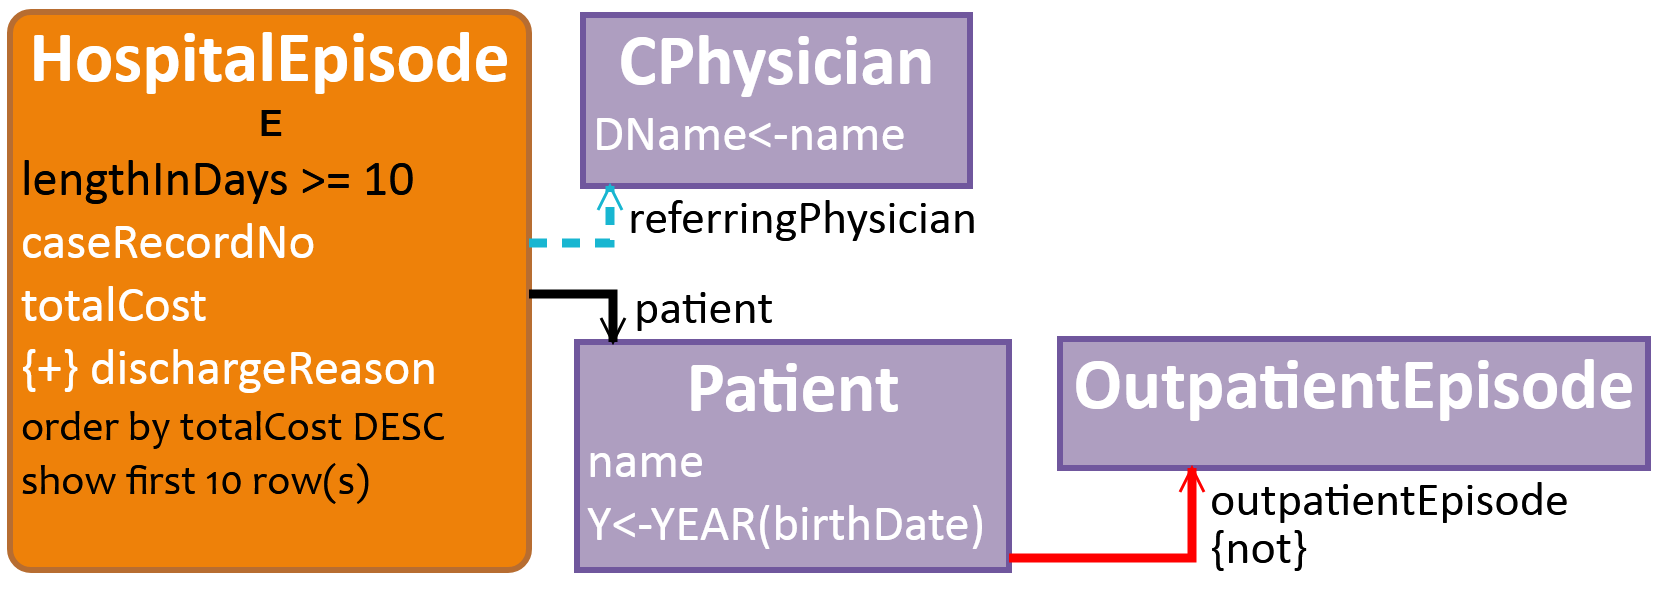 HospitalEpisode
E
lengthInDays >= 10
caseRecordNo
totalCost
{+} dischargeReason
order by totalCost DESC
show first 10 row(s)
CPhysician
DName<-name
referringPhysician
patient
Patient
name
Y<-YEAR(birthDate)
OutpatientEpisode
outpatientEpisode
{not}